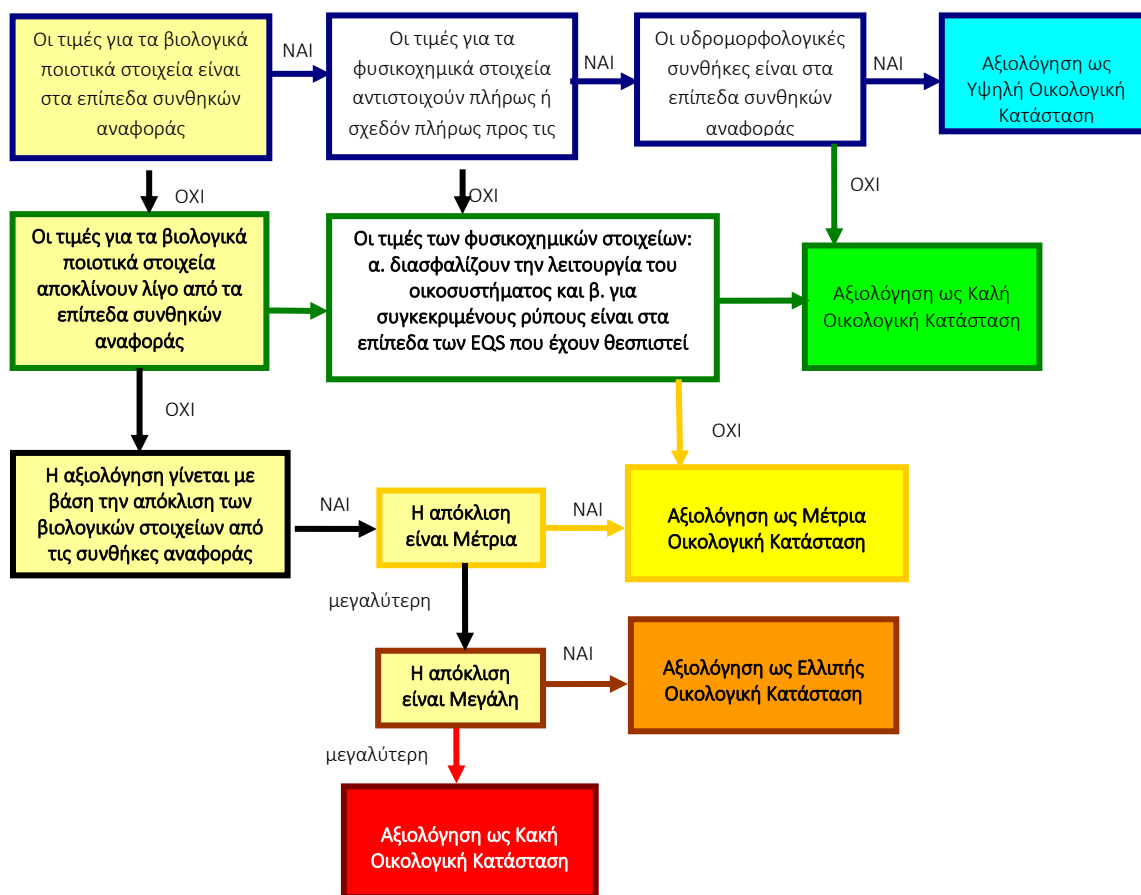 Οι τιμές για τα βιολογικά
ποιοτικά στοιχεία είναι
στα επίπεδα συνθηκών
αναφοράς
ΝΑΙ
Οι τιμές για τα
φυσικοχημικά στοιχεία
αντιστοιχούν πλήρως ή
σχεδόν πλήρως προς τις
ΝΑΙ
Οι υδρομορφολογικές
συνθήκες είναι στα
επίπεδα συνθηκών
αναφοράς
ΝΑΙ
Αξιολόγηση ως
Υψηλή Οικολογική
Κατάσταση
ΟΧΙ
ΟΧΙ
ΟΧΙ
Οι τιμές για τα βιολογικά
ποιοτικά στοιχεία
αποκλίνουν λίγο από τα
επίπεδα συνθηκών
αναφοράς
Οι τιμές των φυσικοχημικών στοιχείων:
α. διασφαλίζουν την λειτουργία του
οικοσυστήματος και β. για
συγκεκριμένους ρύπους είναι στα
επίπεδα των EQS που έχουν θεσπιστεί
Αξιολόγηση ως Καλή
Οικολογική Κατάσταση
ΟΧΙ
ΟΧΙ
Η αξιολόγηση γίνεται με
βάση την απόκλιση των
βιολογικών στοιχείων από
τις συνθήκες αναφοράς
ΝΑΙ
Η απόκλιση
είναι Μέτρια
ΝΑΙ
Αξιολόγηση ως Μέτρια
Οικολογική Κατάσταση
μεγαλύτερη
Η απόκλιση
είναι Μεγάλη
ΝΑΙ
Αξιολόγηση ως Ελλιπής
Οικολογική Κατάσταση
μεγαλύτερη
Αξιολόγηση ως Κακή
Οικολογική Κατάσταση